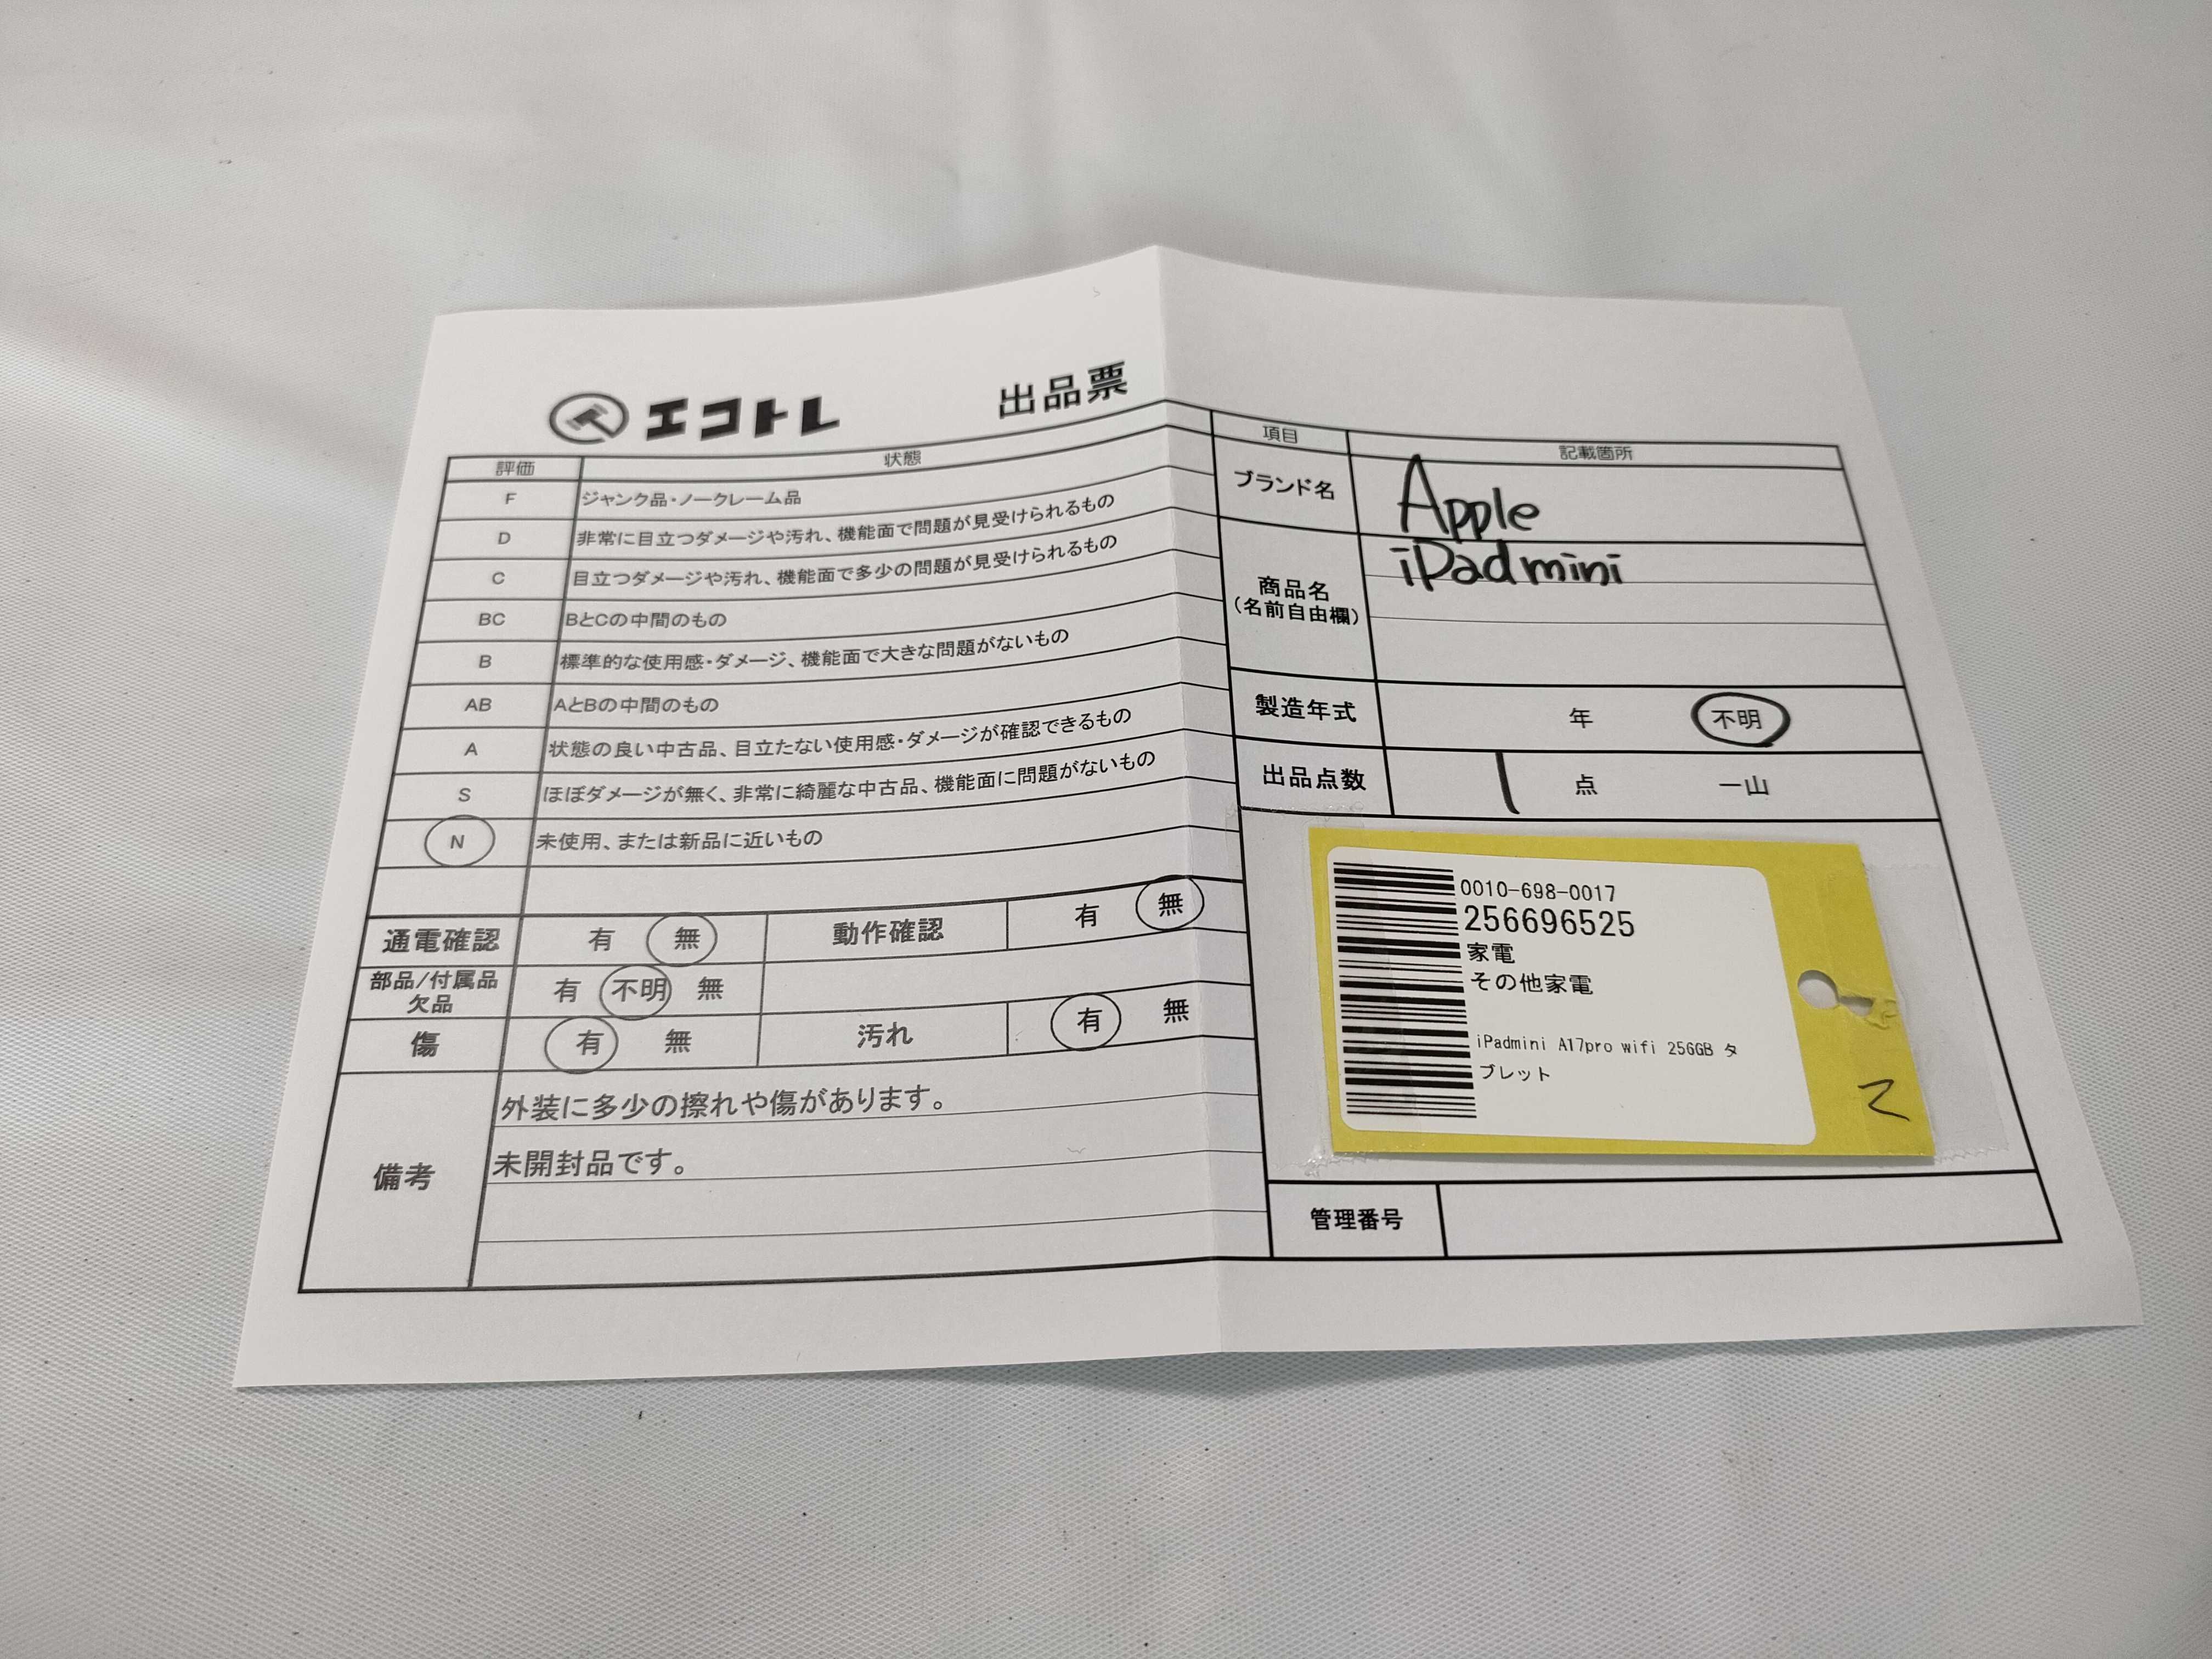 エコトレ 出品票
評価 状態
F ジャンク品・ノークレーム品
D 非常に目立つダメージや汚れ、機能面で問題が見受けられるもの
C 目立つダメージや汚れ、機能面で多少の問題が見受けられるもの
BC BとCの中間のもの
B 標準的な使用感・ダメージ、機能面で大きな問題がないもの
AB AとBの中間のもの
A 状態の良い中古品、目立たない使用感・ダメージが確認できるもの
S ほぼダメージが無く、非常に綺麗な中古品、機能面に問題がないもの
N 未使用、または新品に近いもの
通電確認 有 無 動作確認 有 無
部品/付属品
欠品 有 不明 無
傷 有 無 汚れ 有 無
備考
外装に多少の擦れや傷があります。
未開封品です。
項目 記載箇所
ブランド名 Apple
商品名
(名前自由欄)
iPad mini
製造年式 年 不明
出品点数 1 点 一山
0010-698-0017
256696525
家電
その他家電
iPadmini A17pro wifi 256GB タ
ブレット
管理番号